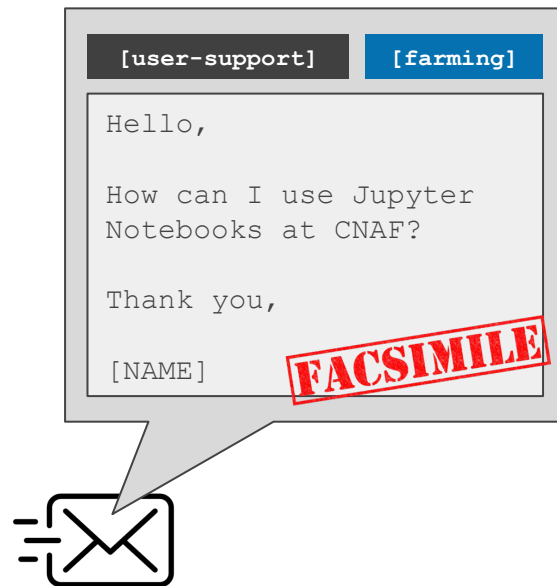 [user-support] [farming]
Hello,
How can I use Jupyter
Notebooks at CNAF?
Thank you,
[NAME]
FACSIMILE